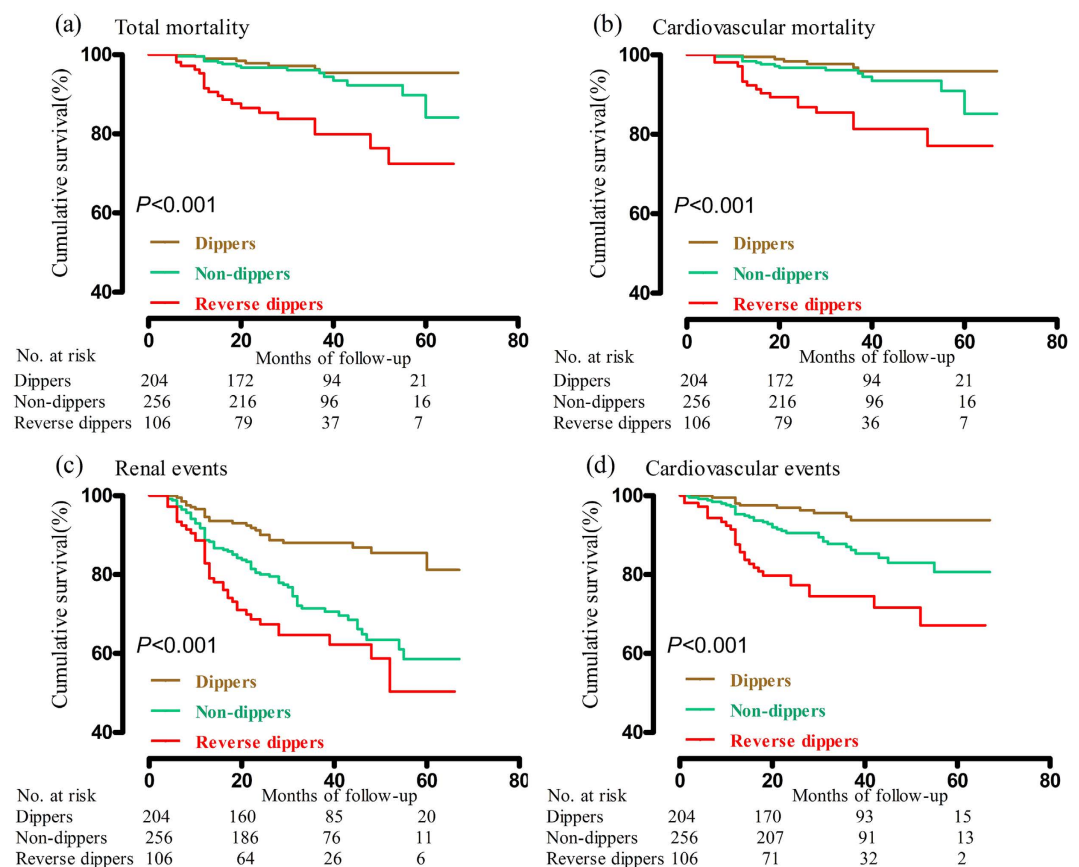 (a) Total mortality
Cumulative survival(%)
100
80
60
40
P<0.001
Dippers
Non-dippers
Reverse dippers
0 20 40 60 80
No. at risk Months of follow-up
Dippers 204 172 94 21
Non-dippers 256 216 96 16
Reverse dippers 106 79 37 7
(b) Cardiovascular mortality
Cumulative survival(%)
100
80
60
40
P<0.001
Dippers
Non-dippers
Reverse dippers
0 20 40 60 80
No. at risk Months of follow-up
Dippers 204 172 94 21
Non-dippers 256 216 96 16
Reverse dippers 106 79 36 7
(c) Renal events
Cumulative survival(%)
100
80
60
40
P<0.001
Dippers
Non-dippers
Reverse dippers
0 20 40 60 80
No. at risk Months of follow-up
Dippers 204 160 85 20
Non-dippers 256 186 76 11
Reverse dippers 106 64 26 6
(d) Cardiovascular events
Cumulative survival(%)
100
80
60
40
P<0.001
Dippers
Non-dippers
Reverse dippers
0 20 40 60 80
No. at risk Months of follow-up
Dippers 204 170 93 15
Non-dippers 256 207 91 13
Reverse dippers 106 71 32 2